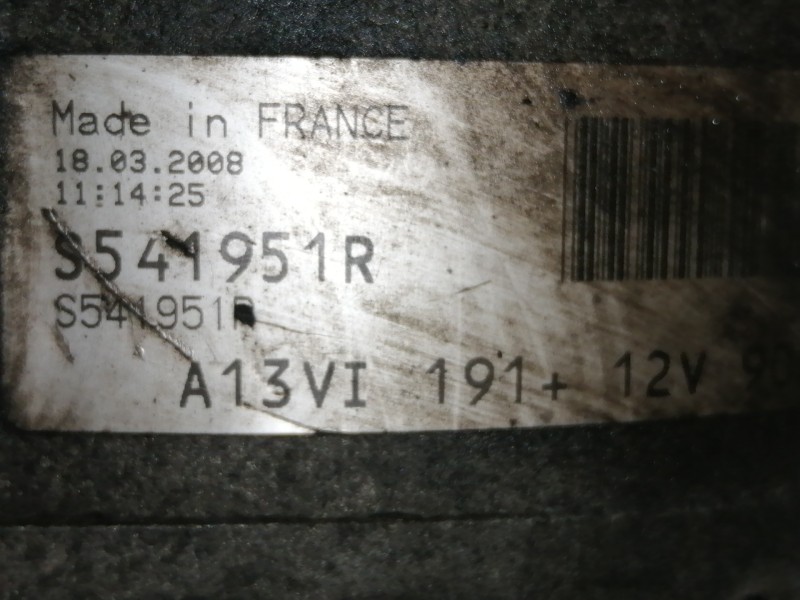 Made in FRANCE
18.03.2008
11:14:25
S541951R
S541951R
A13VI 191+ 12V